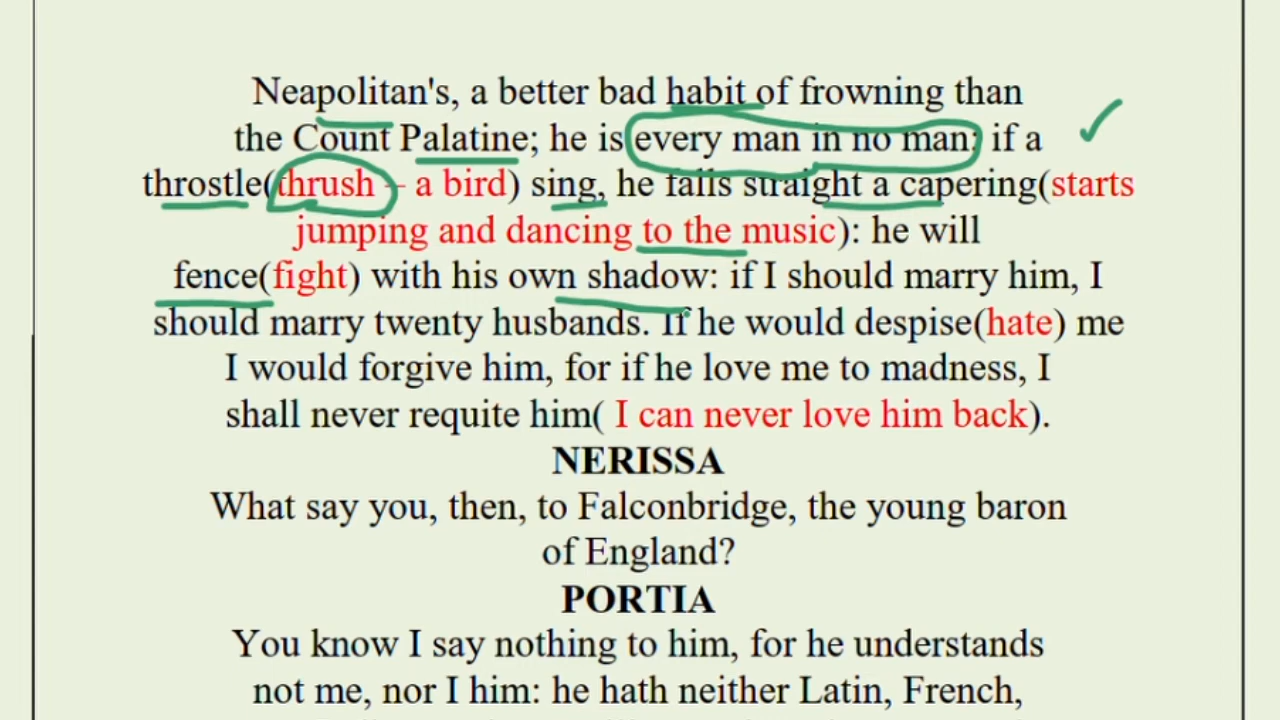 Neapolitan's, a better bad habit of frowning than
the Count Palatine; he is every man in no man: if a
throstle(thrush – a bird) sing, he falls straight a capering(starts
jumping and dancing to the music): he will
fence(fight) with his own shadow: if I should marry him, I
should marry twenty husbands. If he would despise(hate) me
I would forgive him, for if he love me to madness, I
shall never requite him( I can never love him back).
NERISSA
What say you, then, to Falconbridge, the young baron
of England?
PORTIA
You know I say nothing to him, for he understands
not me, nor I him: he hath neither Latin, French,